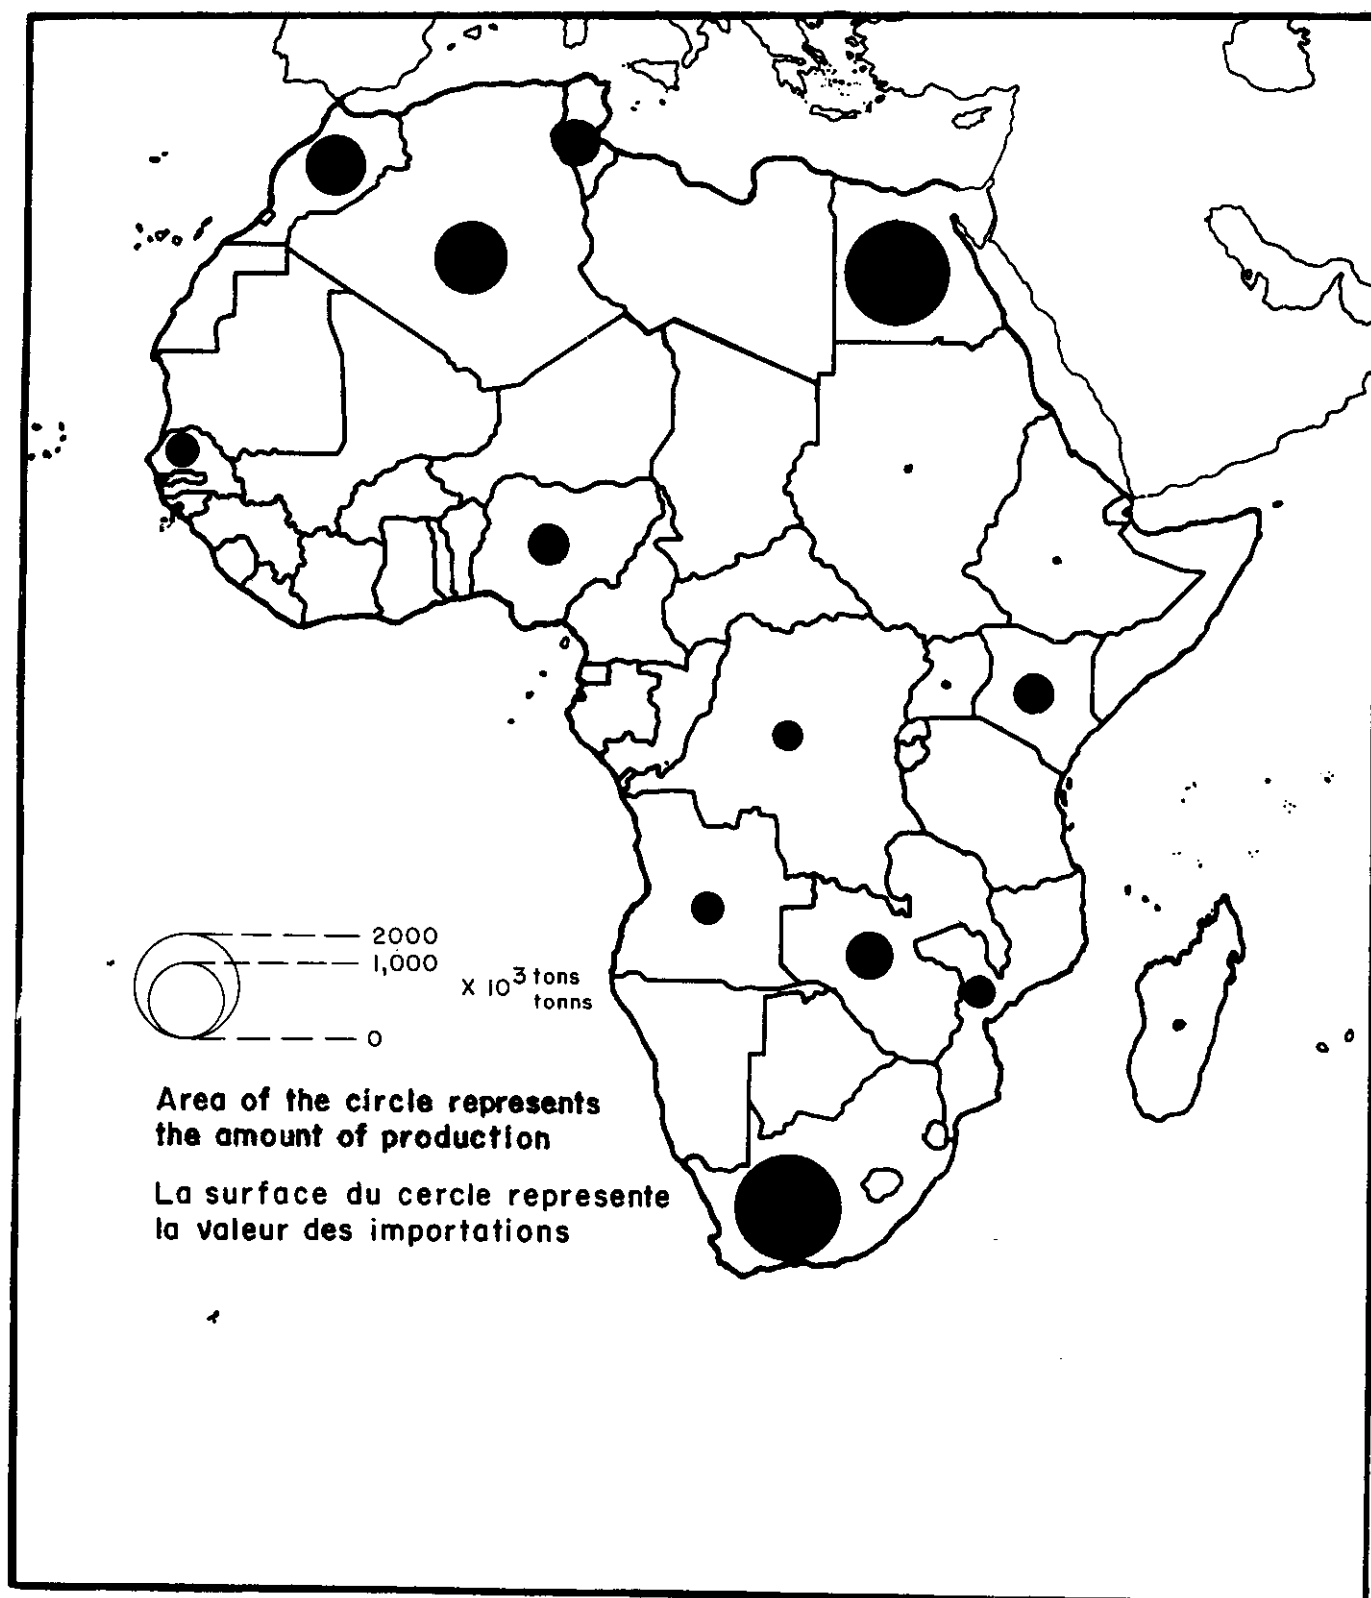 2000
1,000
X 10³ tons
tonns
0
Area of the circle represents
the amount of production
La surface du cercle represente
la valeur des importations